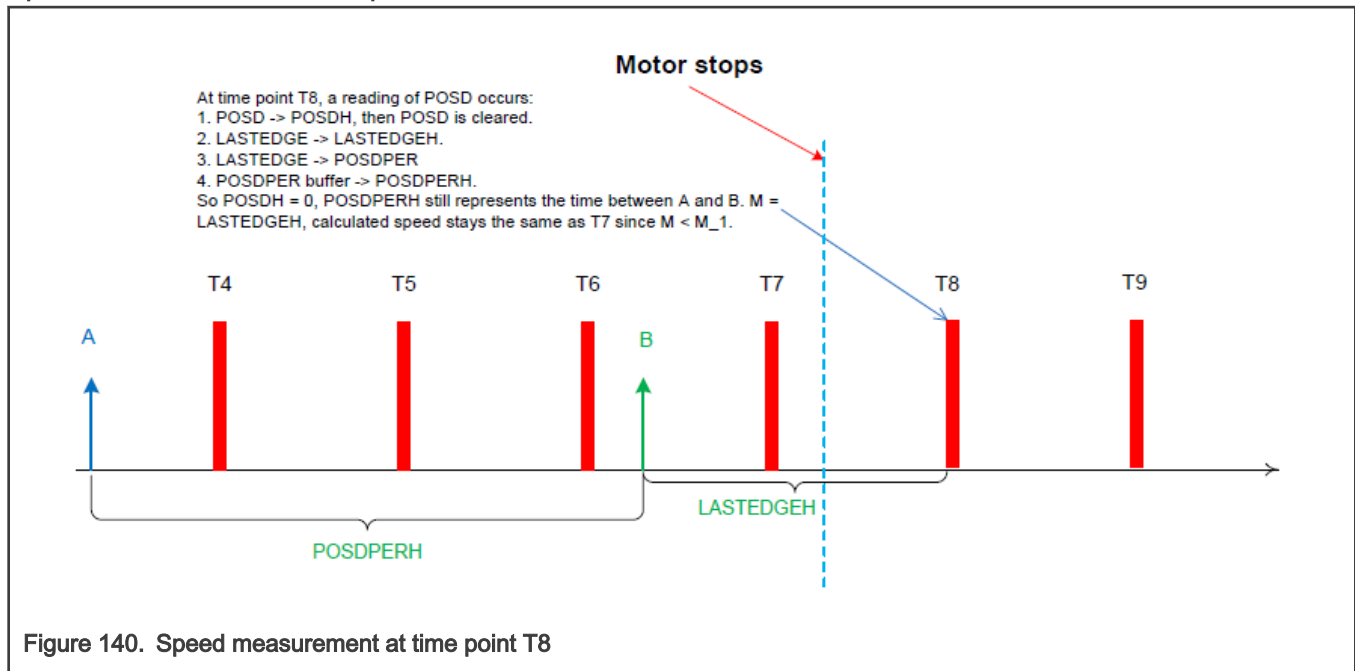 Motor stops
At time point T8, a reading of POSD occurs:
1. POSD -> POSDH, then POSD is cleared.
2. LASTEDGE -> LASTEDGEH.
3. LASTEDGE -> POSDPER
4. POSDPER buffer -> POSDPERH.
So POSDH = 0, POSDPERH still represents the time between A and B. M =
LASTEDGEH, calculated speed stays the same as T7 since M < M_1.
T4 T5 T6 T7 T8 T9
A B
LASTEDGEH
POSDPERH
Figure 140. Speed measurement at time point T8